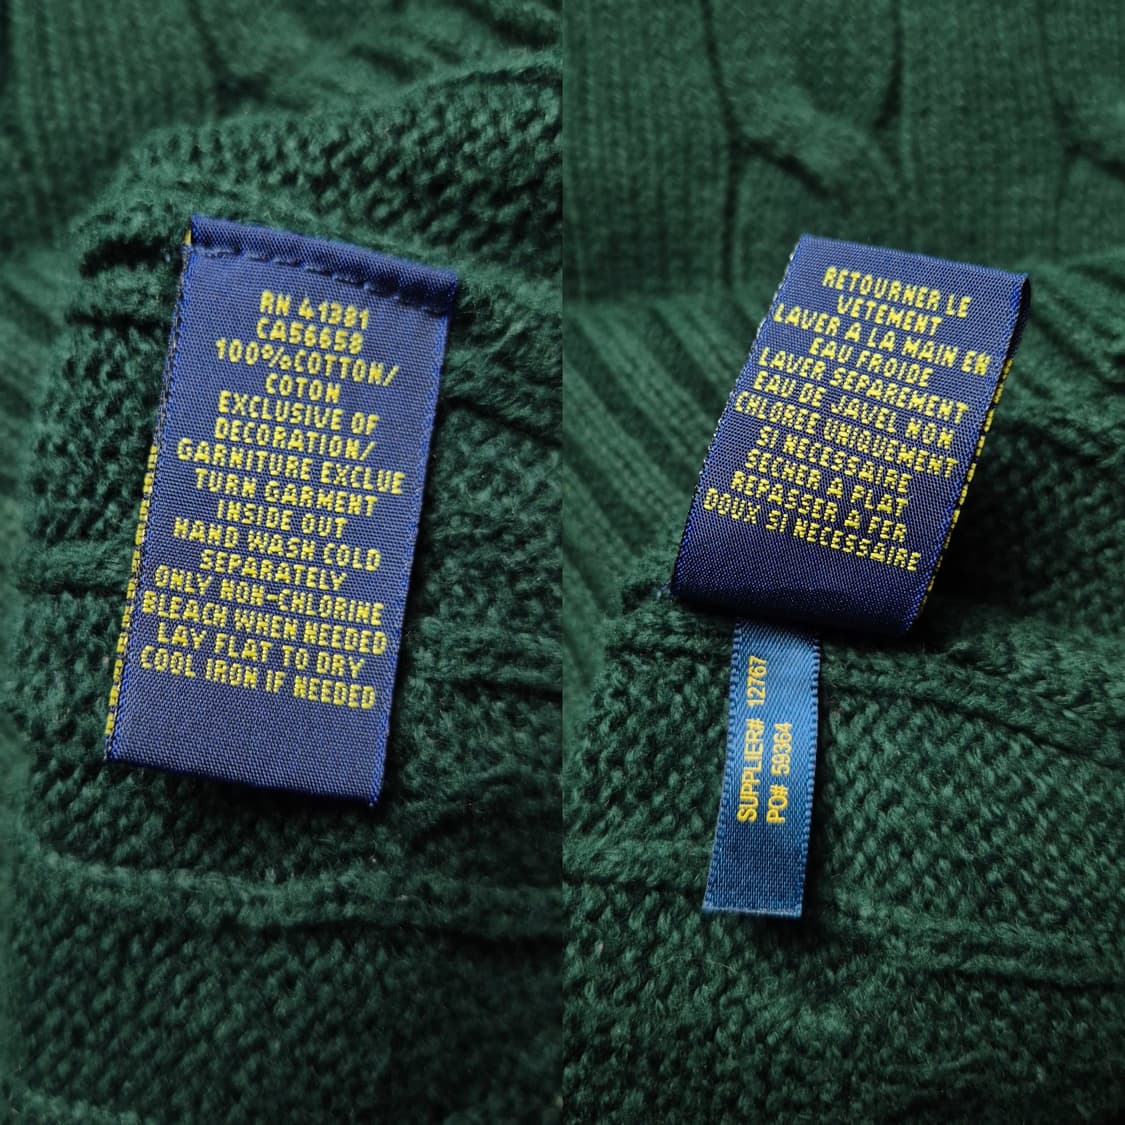 RN 41381
CA56658
100%COTTON/
COTON
EXCLUSIVE OF
DECORATION/
GARNITURE EXCLUE
TURN GARMENT
INSIDE OUT
HAND WASH COLD
SEPARATELY
ONLY NON-CHLORINE
BLEACH WHEN NEEDED
LAY FLAT TO DRY
COOL IRON IF NEEDED
RETOURNER LE
VETEMENT
LAVER A LA MAIN EN
EAU FROIDE
LAVER SEPAREMENT
EAU DE JAVEL NON
CHLOREE UNIQUEMENT
SI NECESSAIRE
SECHER A PLAT
REPASSER A FER
DOUX SI NECESSAIRE
SUPPLIER# 12767
PO# 59364